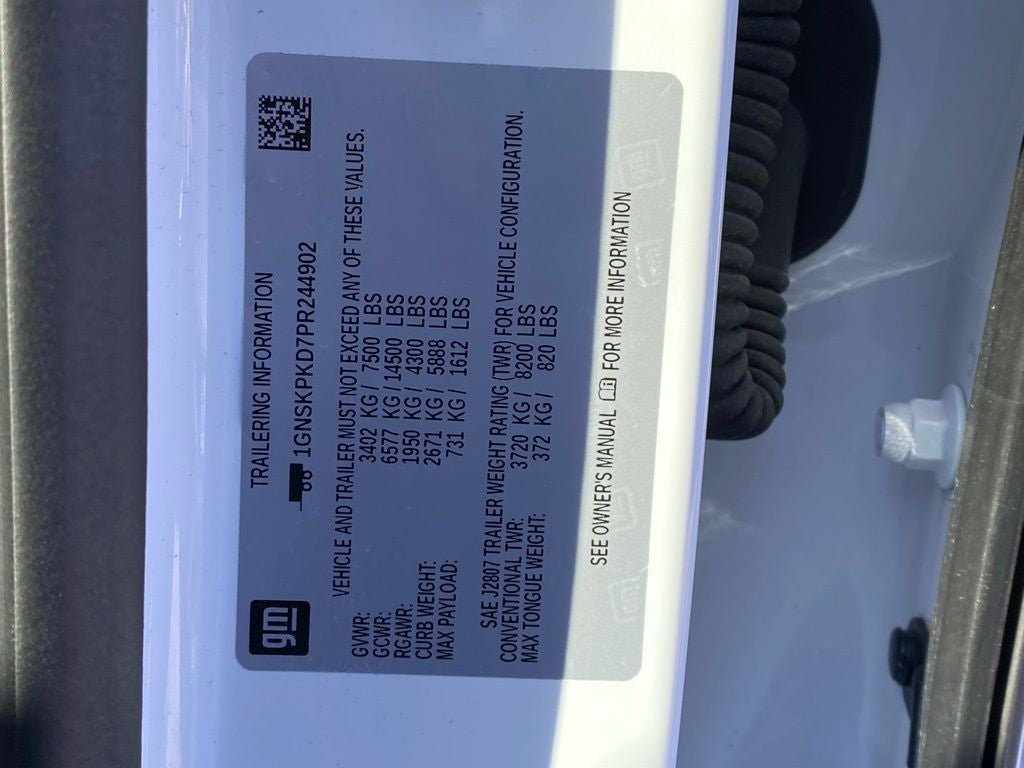 gm
TRAILERING INFORMATION
1GNSKPKD7PR244902
VEHICLE AND TRAILER MUST NOT EXCEED ANY OF THESE VALUES.
GVWR: 3402 KG / 7500 LBS
GCWR: 6577 KG / 14500 LBS
RGAWR: 1950 KG / 4300 LBS
CURB WEIGHT: 2671 KG / 5888 LBS
MAX PAYLOAD: 731 KG / 1612 LBS
SAE J2807 TRAILER WEIGHT RATING (TWR) FOR VEHICLE CONFIGURATION.
CONVENTIONAL TWR: 3720 KG / 8200 LBS
MAX TONGUE WEIGHT: 372 KG / 820 LBS
SEE OWNER'S MANUAL FOR MORE INFORMATION